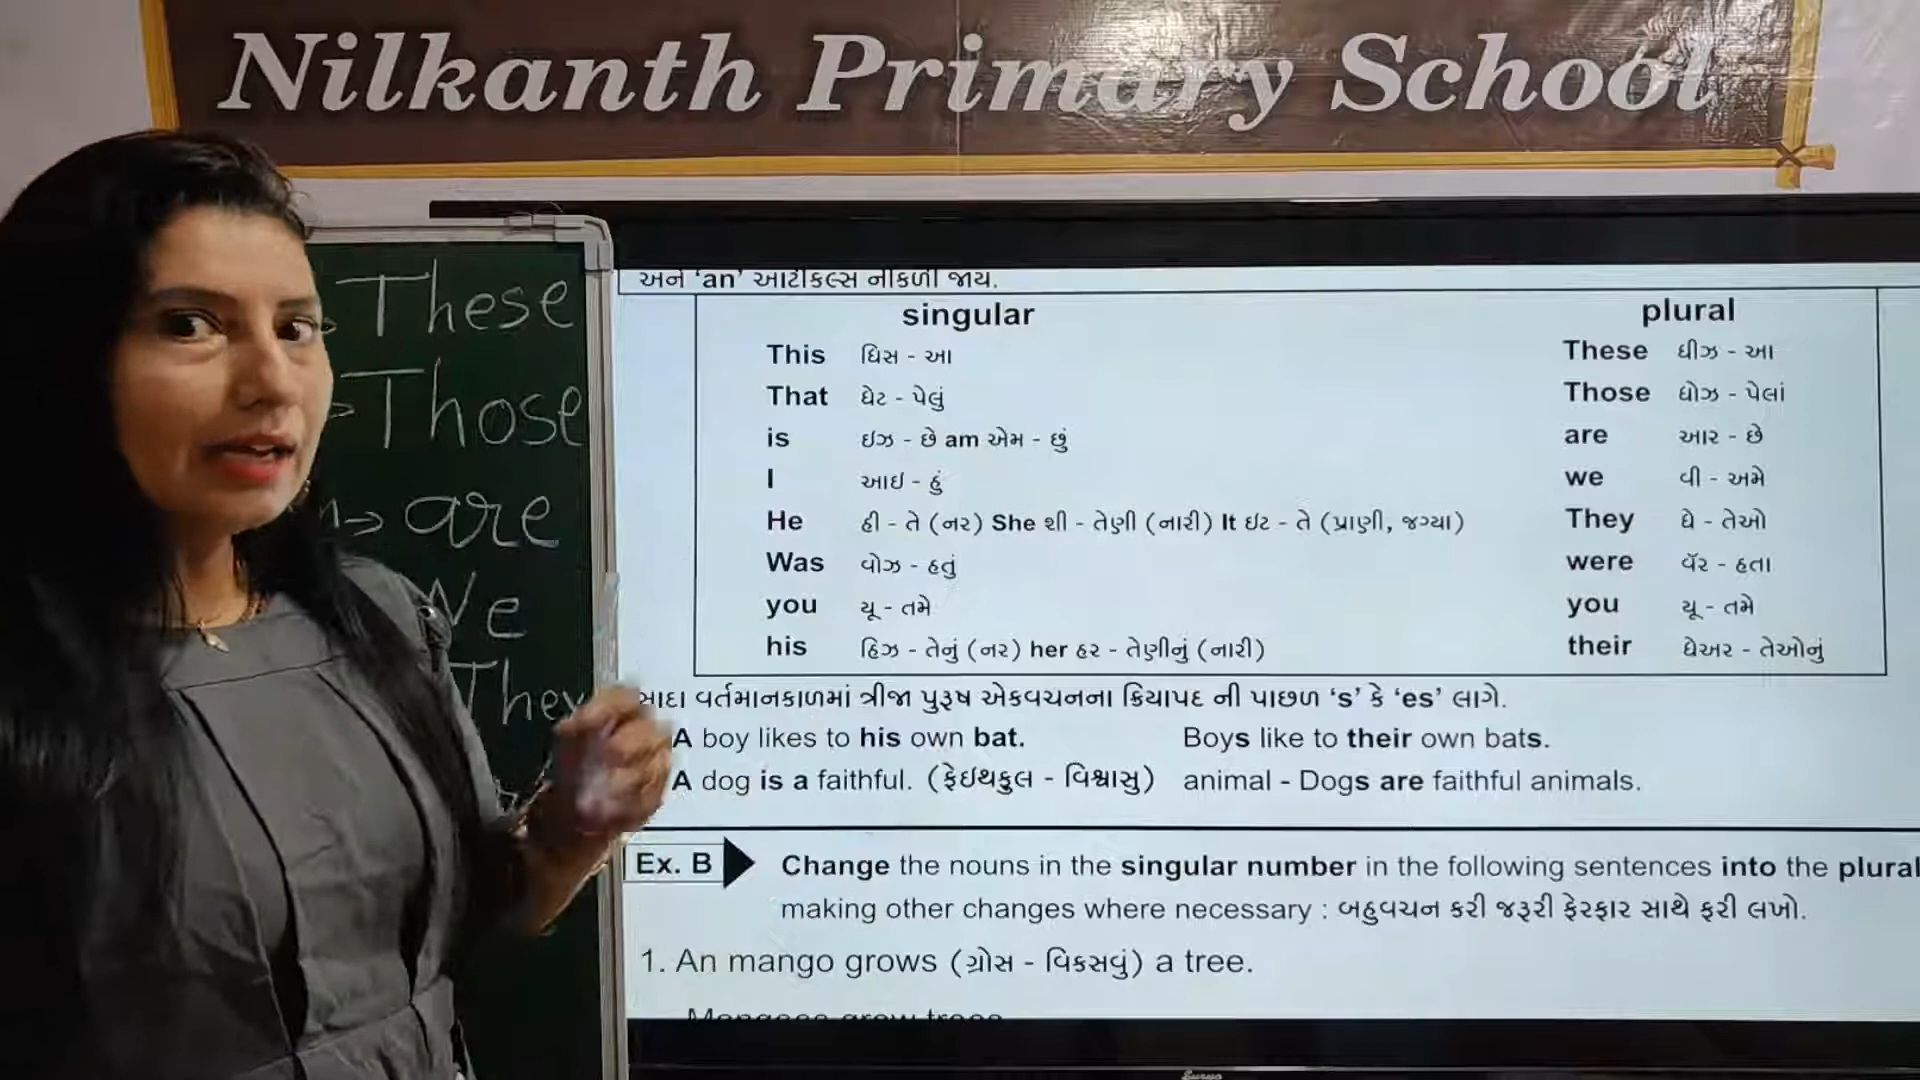 Nilkanth Primary School
These
Those
are
We
They
અને ‘an’ આર્ટીકલ્સ નીકળી જાય.
singular plural
This ધિસ - આ These ધીઝ - આ
That ધેટ - પેલું Those ધોઝ - પેલાં
is ઇઝ - છે am એમ - છું are આર - છે
I આઇ - હું we વી - અમે
He હી - તે (નર) She શી - તેણી (નારી) It ઇટ - તે (પ્રાણી, જગ્યા) They ધે - તેઓ
Was વોઝ - હતું were વૅર - હતા
you યૂ - તમે you યૂ - તમે
his હિઝ - તેનું (નર) her હર - તેણીનું (નારી) their ધેઅર - તેઓનું
સાદા વર્તમાનકાળમાં ત્રીજા પુરૂષ એકવચનના ક્રિયાપદ ની પાછળ ‘s’ કે ‘es’ લાગે.
A boy likes to his own bat. Boys like to their own bats.
A dog is a faithful. (ફેઇથફુલ - વિશ્વાસુ) animal - Dogs are faithful animals.
Ex. B Change the nouns in the singular number in the following sentences into the plural
making other changes where necessary : બહુવચન કરી જરૂરી ફેરફાર સાથે ફરી લખો.
1. An mango grows (ગ્રોસ - વિકસવું) a tree.